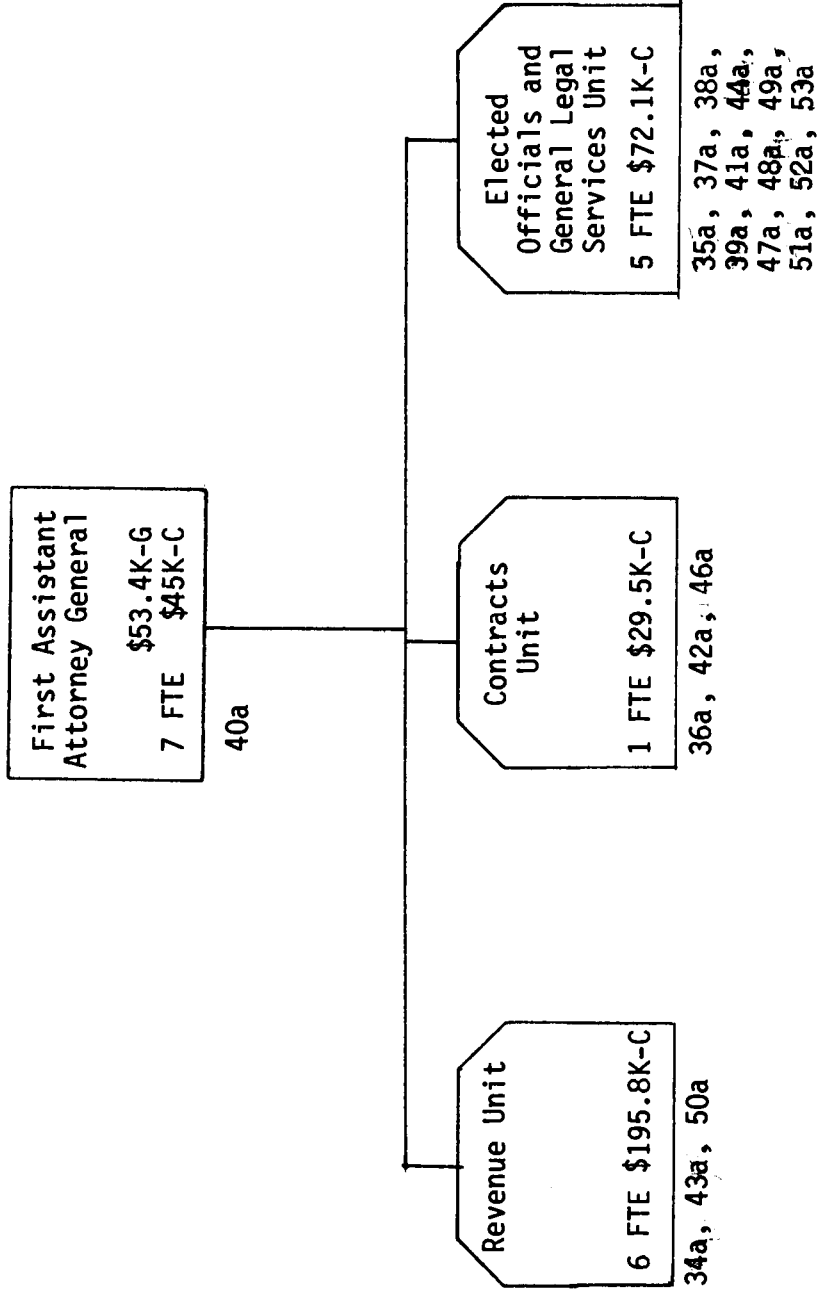 First Assistant
Attorney General
$53.4K-G
7 FTE $45K-C
40a
Revenue Unit
6 FTE $195.8K-C
34a, 43a, 50a
Contracts
Unit
1 FTE $29.5K-C
36a, 42a, 46a
Elected
Officials and
General Legal
Services Unit
5 FTE $72.1K-C
35a, 37a, 38a,
39a, 41a, 44a,
47a, 48a, 49a,
51a, 52a, 53a